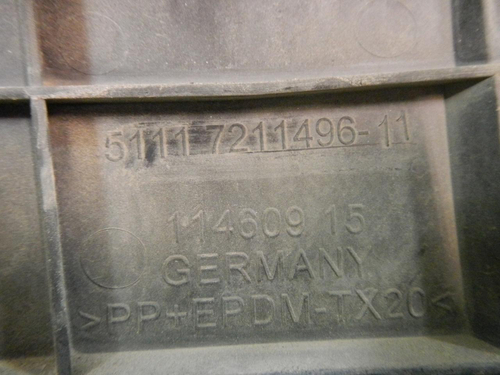 5111 7211496-11
114609 15
GERMANY
>PP+EPDM-TX20<